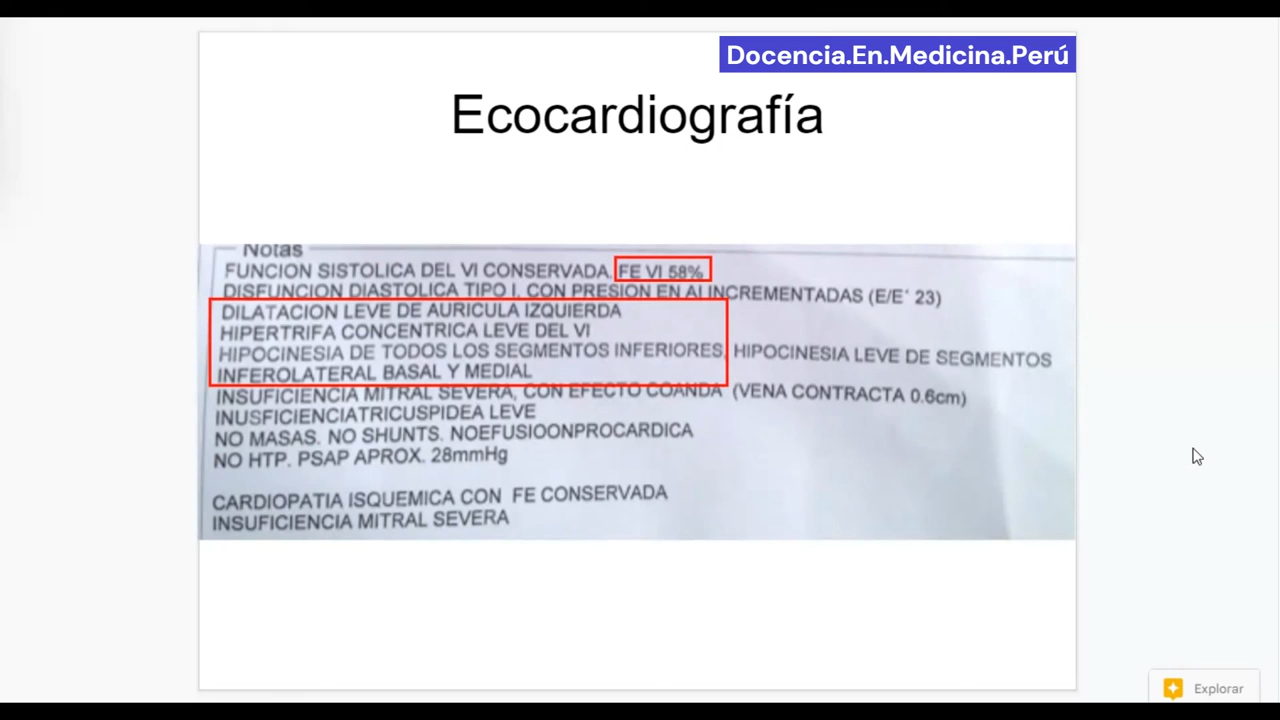 Docencia.En.Medicina.Perú
Ecocardiografía
Notas
FUNCION SISTOLICA DEL VI CONSERVADA, FE VI 58%
DISFUNCION DIASTOLICA TIPO I, CON PRESION EN AI INCREMENTADAS (E/E´ 23)
DILATACION LEVE DE AURICULA IZQUIERDA
HIPERTRIFA CONCENTRICA LEVE DEL VI
HIPOCINESIA DE TODOS LOS SEGMENTOS INFERIORES, HIPOCINESIA LEVE DE SEGMENTOS
INFEROLATERAL BASAL Y MEDIAL
INSUFICIENCIA MITRAL SEVERA, CON EFECTO COANDA (VENA CONTRACTA 0.6cm)
INUSFICIENCIATRICUSPIDEA LEVE
NO MASAS. NO SHUNTS. NOEFUSIOONPROCARDICA
NO HTP. PSAP APROX. 28mmHg
CARDIOPATIA ISQUEMICA CON FE CONSERVADA
INSUFICIENCIA MITRAL SEVERA
Explorar